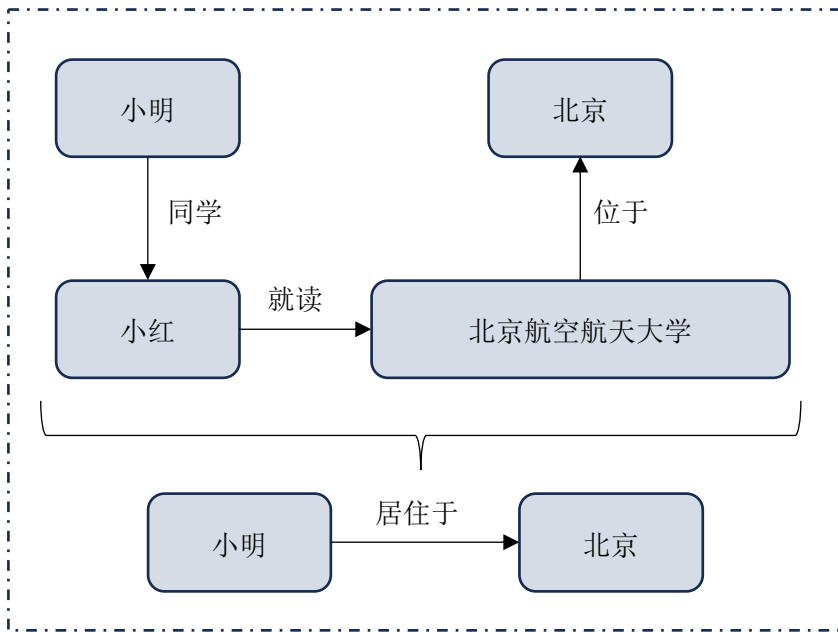 小明
北京
同学
位于
小红
就读
北京航空航天大学
小明
居住于
北京